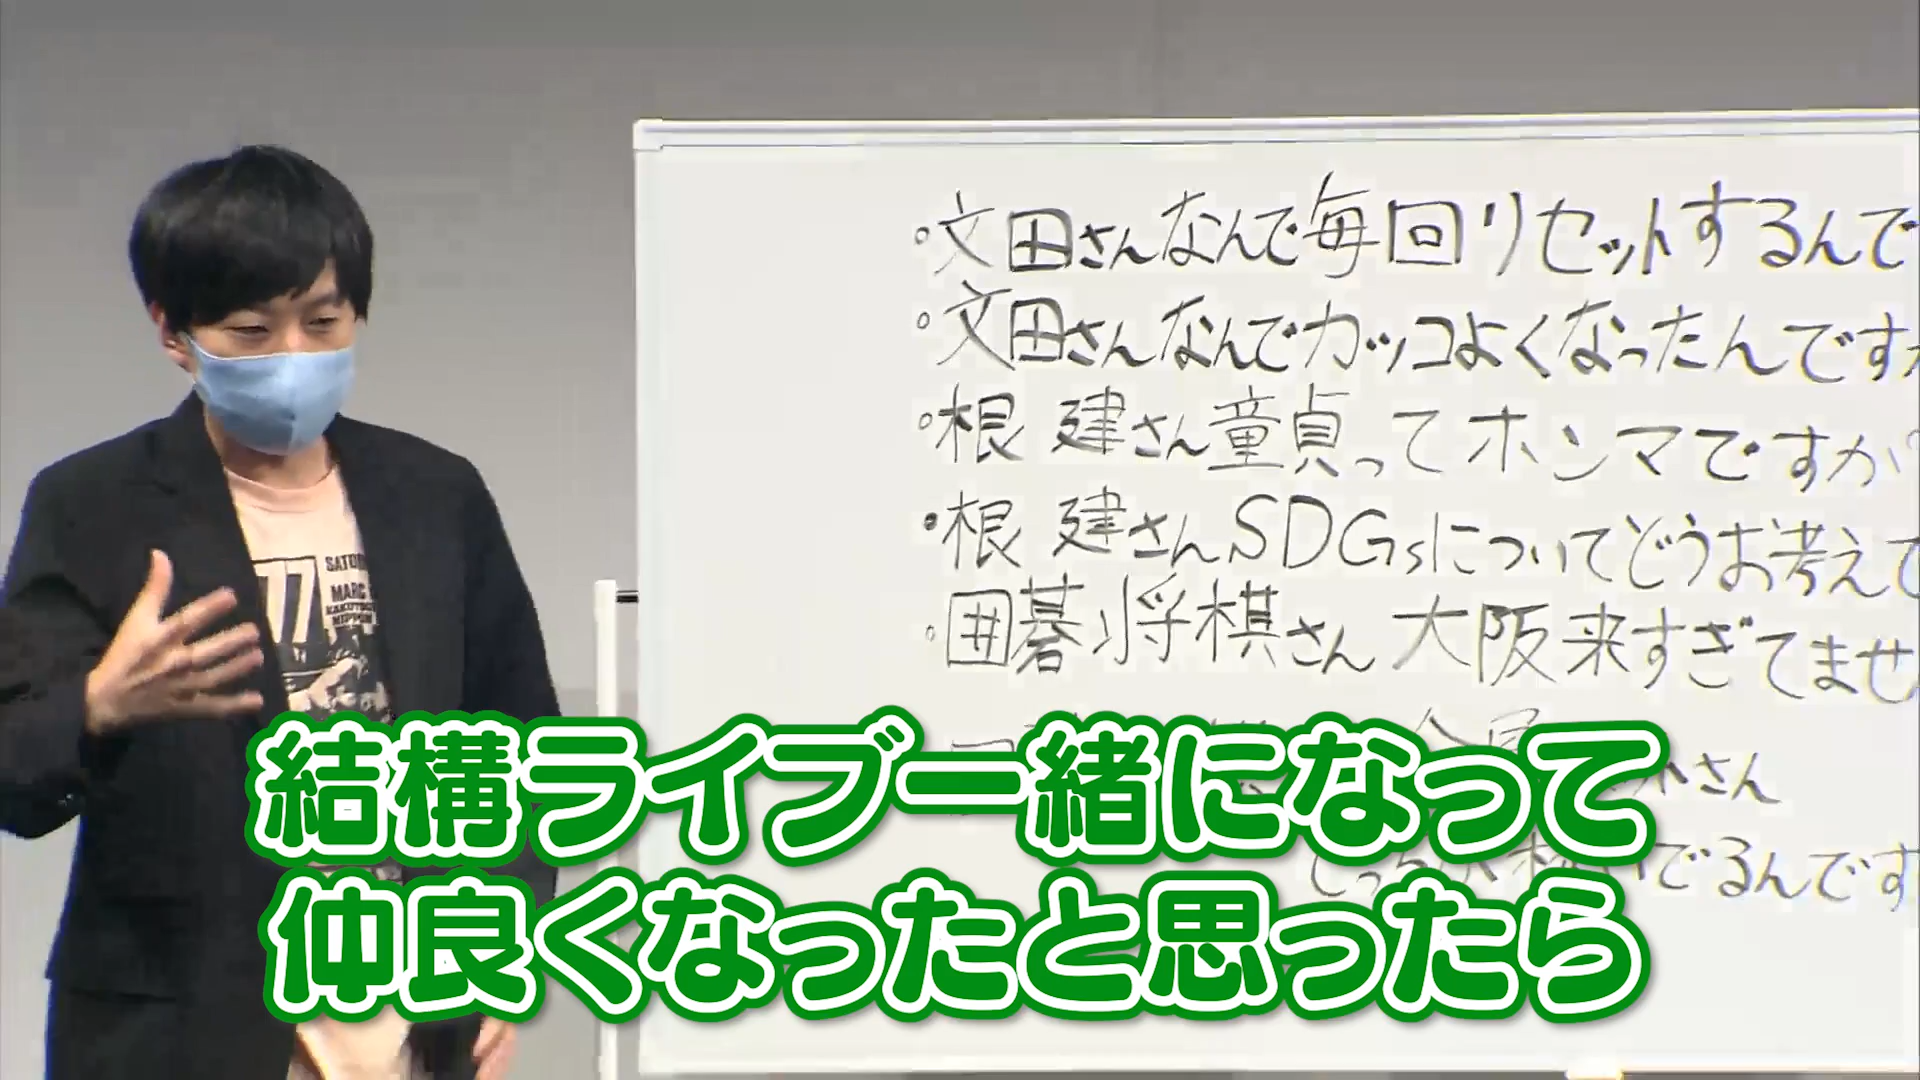 ・文田さんなんで毎回リセットするんで
・文田さんなんでカッコよくなったんです
・根建さん童貞ってホンマですか?
・根建さんSDGsについてどうお考えで
・囲碁将棋さん大阪来すぎてませ
さん
でるんです
77
SATUR
MARC
結構ライブ一緒になって
仲良くなったと思ったら